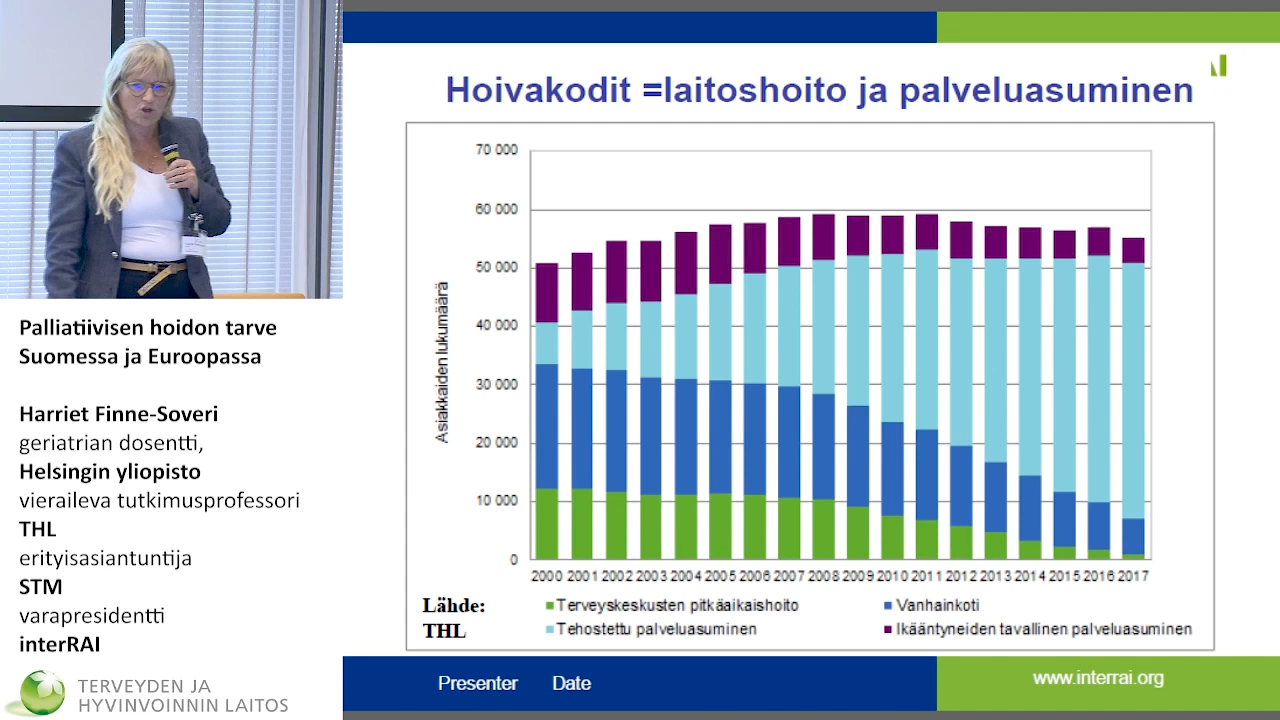 Hoivakodit =laitoshoito ja palveluasuminen
70 000
60 000
50 000
40 000
30 000
20 000
10 000
0
Asiakkaiden lukumäärä
2000 2001 2002 2003 2004 2005 2006 2007 2008 2009 2010 2011 2012 2013 2014 2015 2016 2017
Lähde:
THL
Terveyskeskusten pitkäaikaishoito
Vanhainkoti
Tehostettu palveluasuminen
Ikääntyneiden tavallinen palveluasuminen
Presenter Date
www.interrai.org
Palliatiivisen hoidon tarve
Suomessa ja Euroopassa
Harriet Finne-Soveri
geriatrian dosentti,
Helsingin yliopisto
vieraileva tutkimusprofessori
THL
erityisasiantuntija
STM
varapresidentti
interRAI
TERVEYDEN JA
HYVINVOINNIN LAITOS